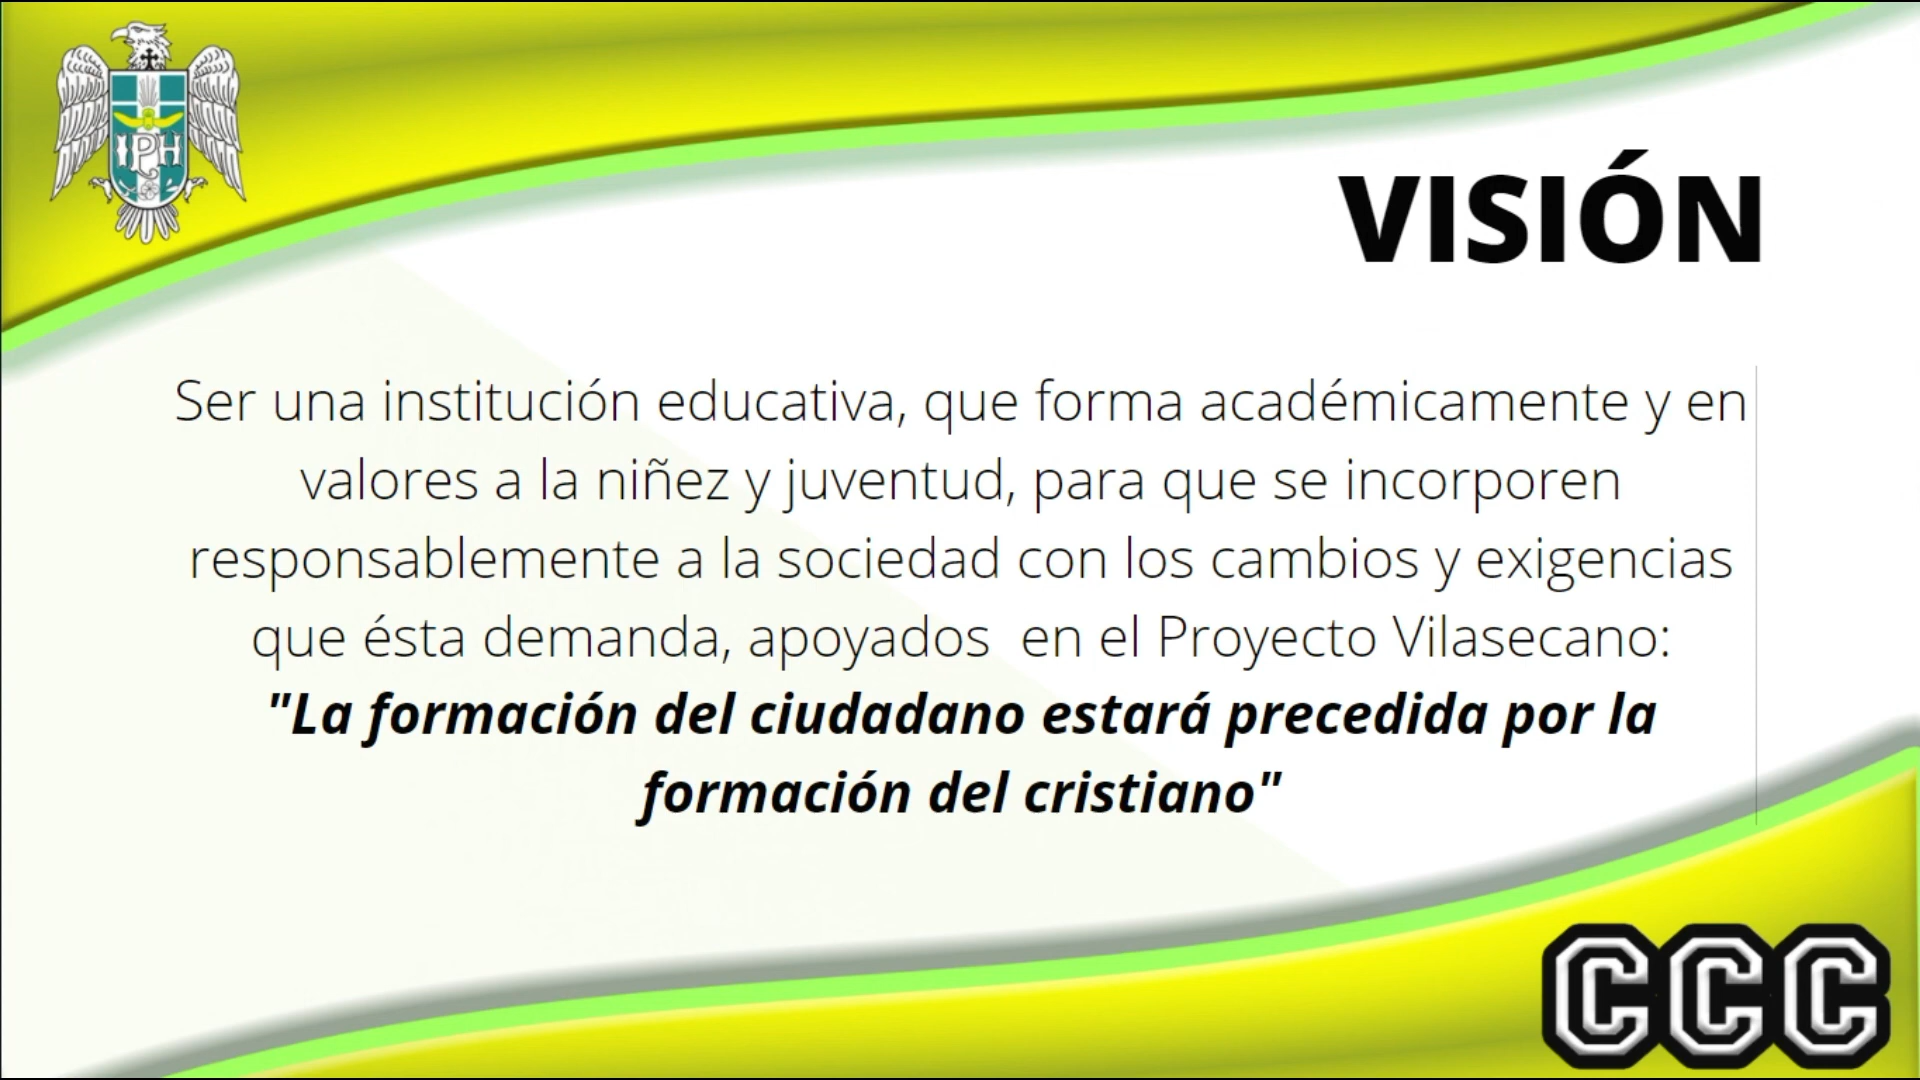 IPH
VISIÓN
Ser una institución educativa, que forma académicamente y en
valores a la niñez y juventud, para que se incorporen
responsablemente a la sociedad con los cambios y exigencias
que ésta demanda, apoyados  en el Proyecto Vilasecano:
"La formación del ciudadano estará precedida por la
formación del cristiano"
CCC